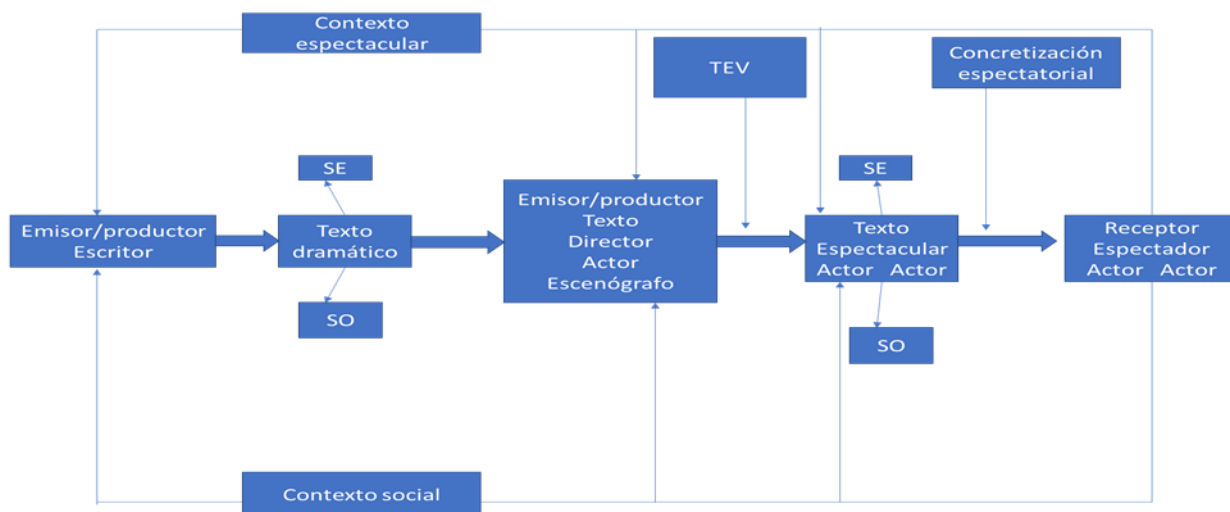 Contexto
espectacular
TEV
Concretización
espectatorial
SE
SE
Emisor/productor
Escritor
Texto
dramático
Emisor/productor
Texto
Director
Actor
Escenógrafo
Texto
Espectacular
Actor Actor
Receptor
Espectador
Actor Actor
SO
SO
Contexto social